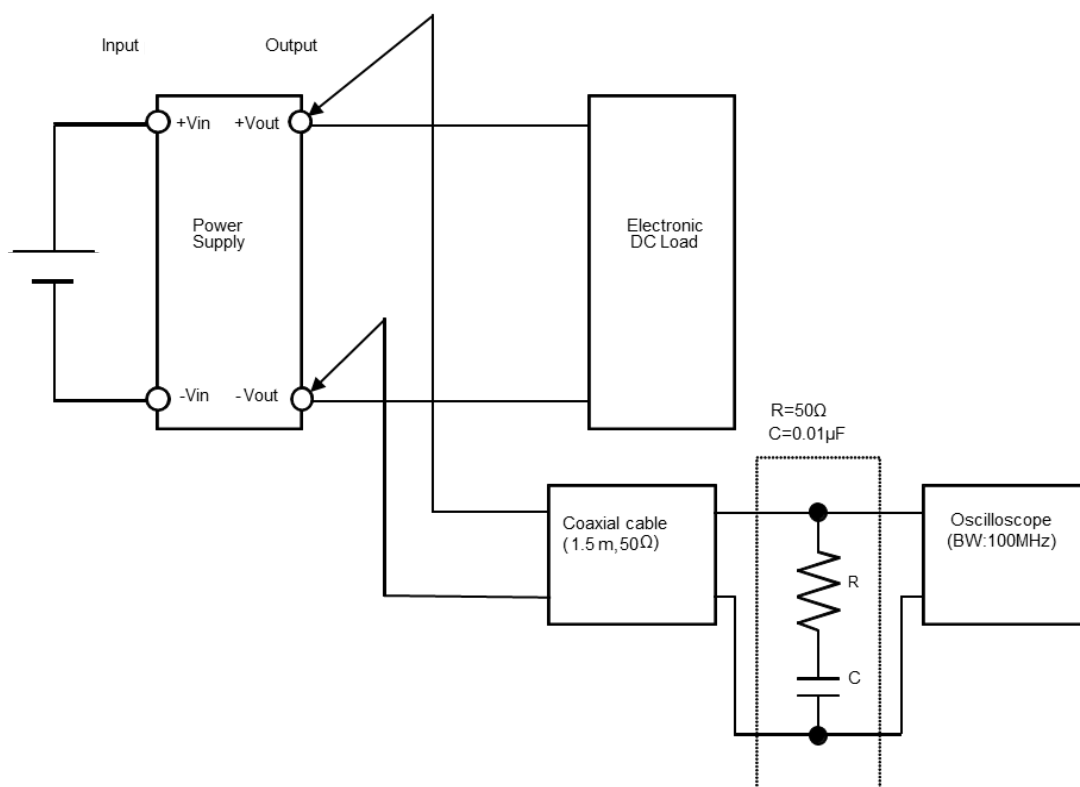 Input
Output
+Vin
+Vout
Power
Supply
Electronic
DC Load
-Vin
-Vout
R=50Ω
C=0.01µF
Coaxial cable
(1.5 m,50Ω)
Oscilloscope
(BW:100MHz)
R
C